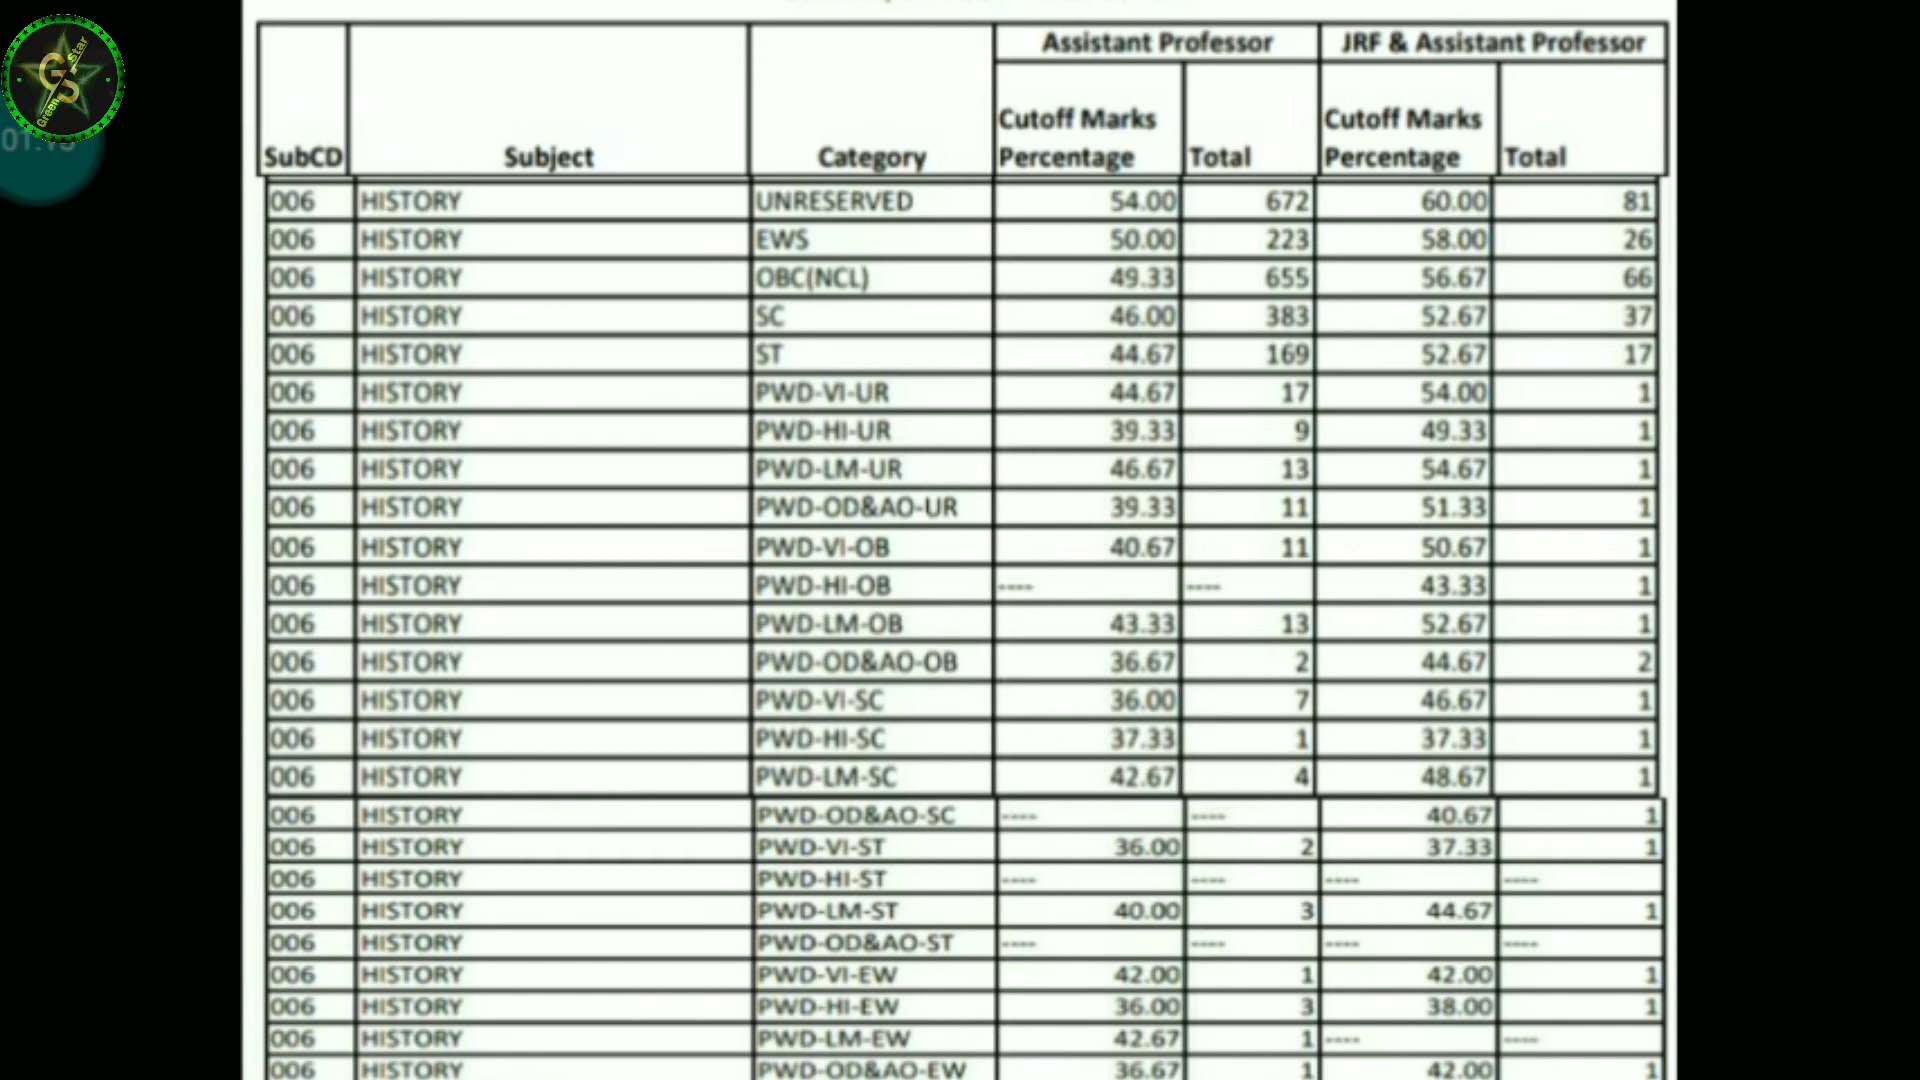 Green Star
GS
01:13
Assistant Professor JRF & Assistant Professor
SubCD Subject Category Cutoff Marks Percentage Total Cutoff Marks Percentage Total
006 HISTORY UNRESERVED 54.00 672 60.00 81
006 HISTORY EWS 50.00 223 58.00 26
006 HISTORY OBC(NCL) 49.33 655 56.67 66
006 HISTORY SC 46.00 383 52.67 37
006 HISTORY ST 44.67 169 52.67 17
006 HISTORY PWD-VI-UR 44.67 17 54.00 1
006 HISTORY PWD-HI-UR 39.33 9 49.33 1
006 HISTORY PWD-LM-UR 46.67 13 54.67 1
006 HISTORY PWD-OD&AO-UR 39.33 11 51.33 1
006 HISTORY PWD-VI-OB 40.67 11 50.67 1
006 HISTORY PWD-HI-OB ---- ---- 43.33 1
006 HISTORY PWD-LM-OB 43.33 13 52.67 1
006 HISTORY PWD-OD&AO-OB 36.67 2 44.67 2
006 HISTORY PWD-VI-SC 36.00 7 46.67 1
006 HISTORY PWD-HI-SC 37.33 1 37.33 1
006 HISTORY PWD-LM-SC 42.67 4 48.67 1
006 HISTORY PWD-OD&AO-SC ---- ---- 40.67 1
006 HISTORY PWD-VI-ST 36.00 2 37.33 1
006 HISTORY PWD-HI-ST ---- ---- ---- ----
006 HISTORY PWD-LM-ST 40.00 3 44.67 1
006 HISTORY PWD-OD&AO-ST ---- ---- ---- ----
006 HISTORY PWD-VI-EW 42.00 1 42.00 1
006 HISTORY PWD-HI-EW 36.00 3 38.00 1
006 HISTORY PWD-LM-EW 42.67 1 ---- ----
006 HISTORY PWD-OD&AO-EW 36.67 1 42.00 1